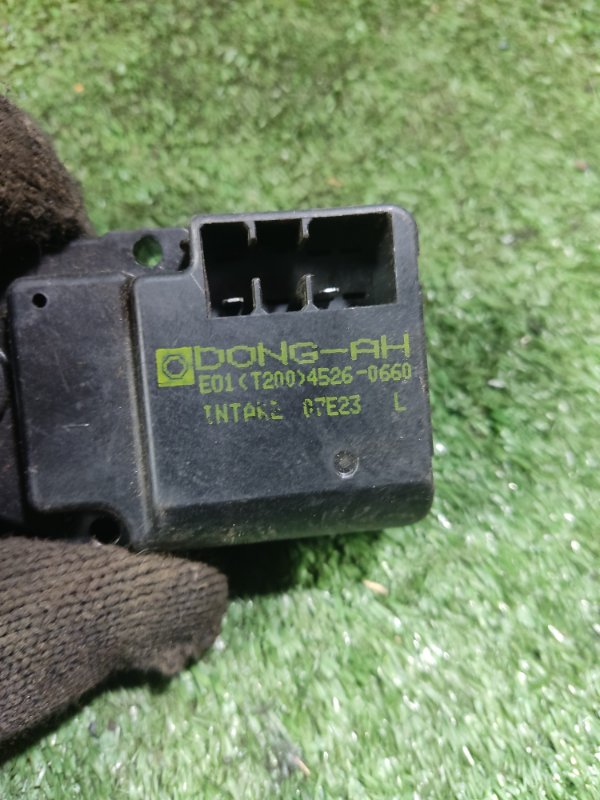 DONG-AH
E01(T200)4526-0660
INTAKE 07E23 L